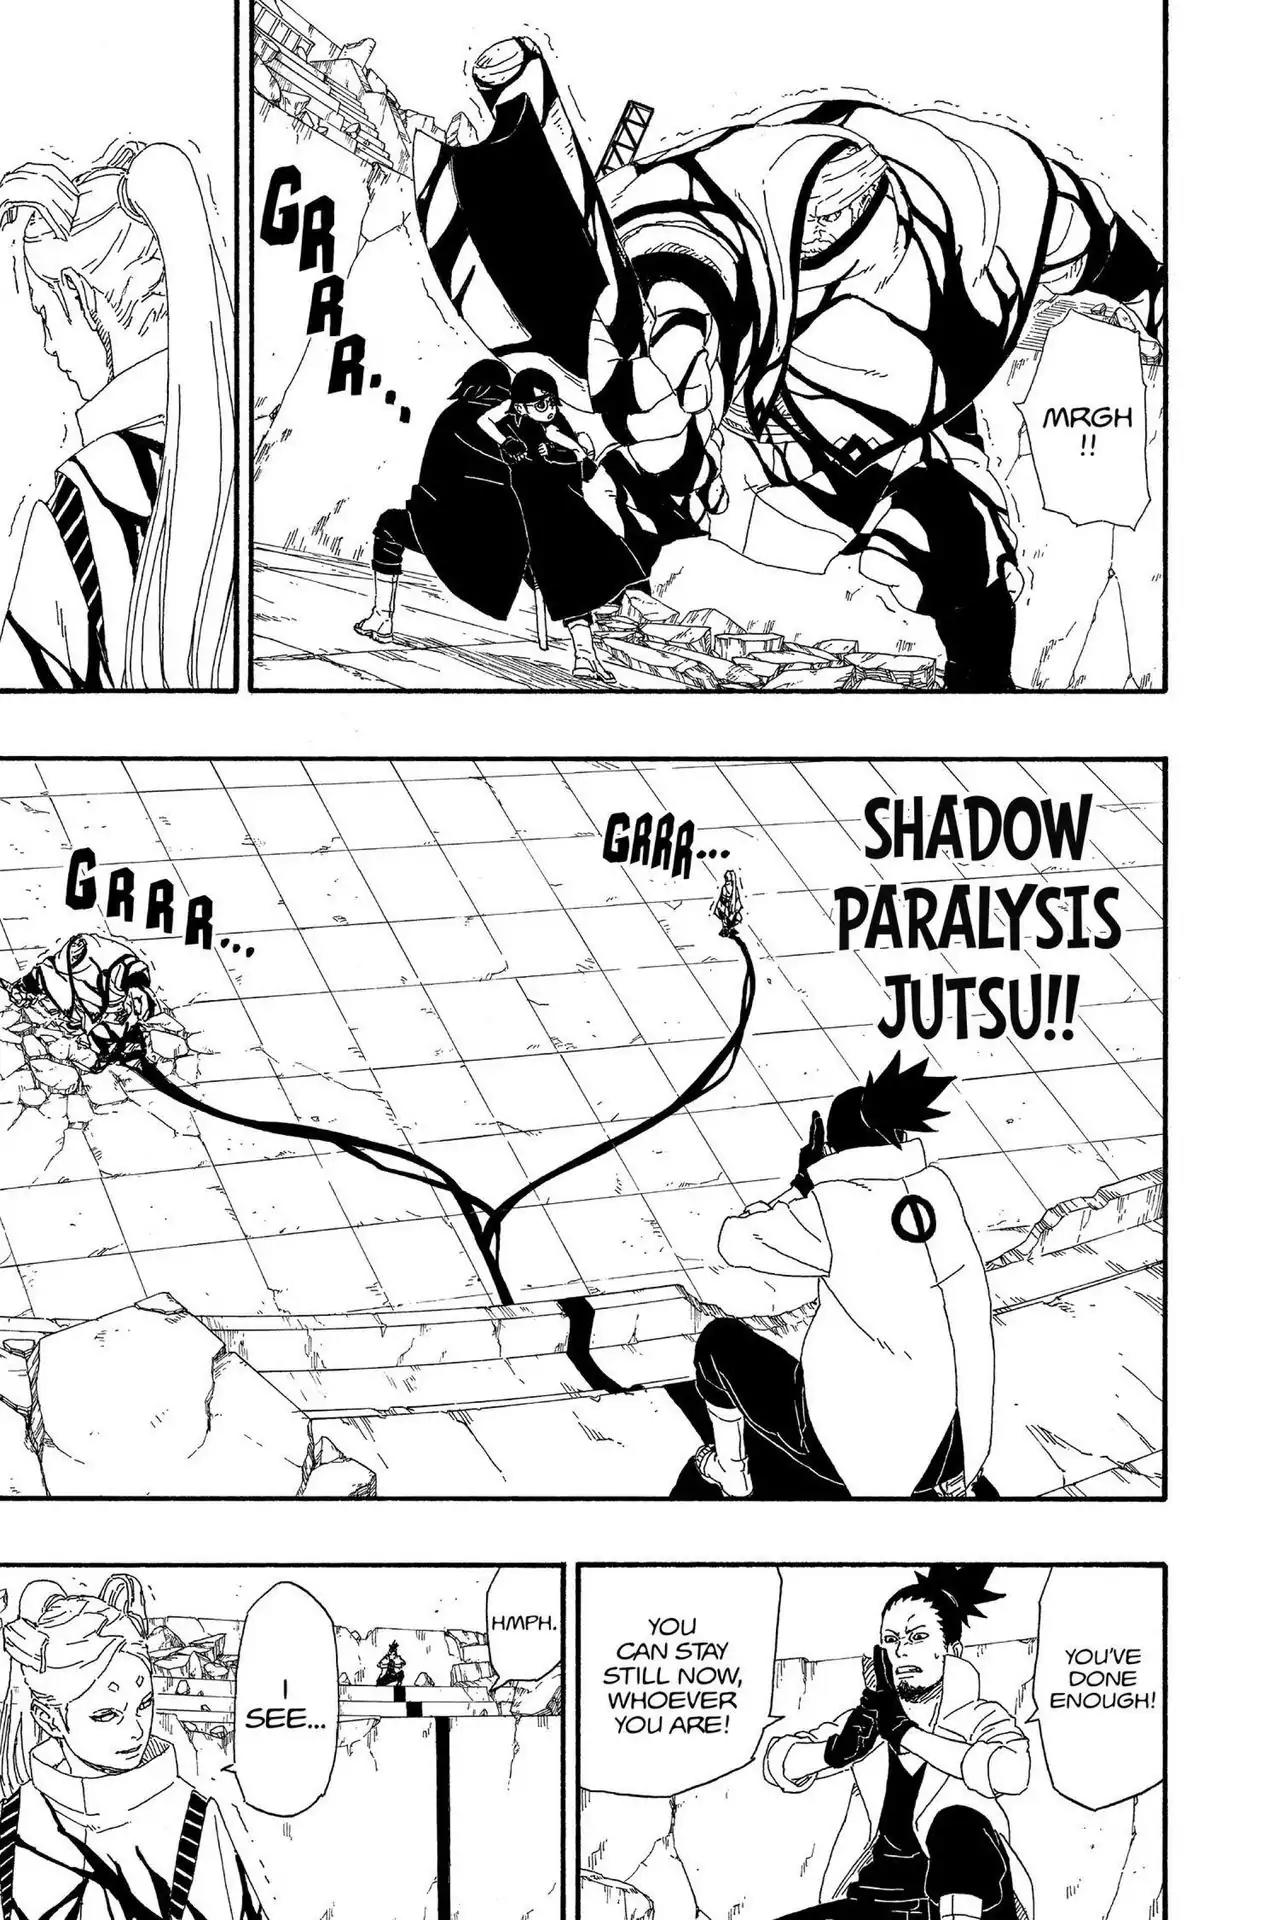 MRGH
!!
GRRR...
SHADOW
PARALYSIS
JUTSU!!
GRRR...
GRRR...
YOU'VE
DONE
ENOUGH!
YOU
CAN STAY
STILL NOW,
WHOEVER
YOU ARE!
HMPH.
I
SEE...